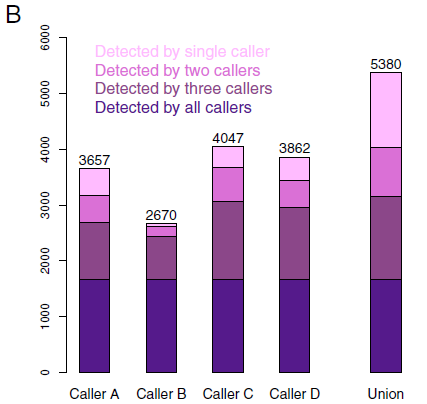 B
Detected by single caller
Detected by two callers
Detected by three callers
Detected by all callers
6000
5000
4000
3000
2000
1000
0
3657
2670
4047
3862
5380
Caller A
Caller B
Caller C
Caller D
Union